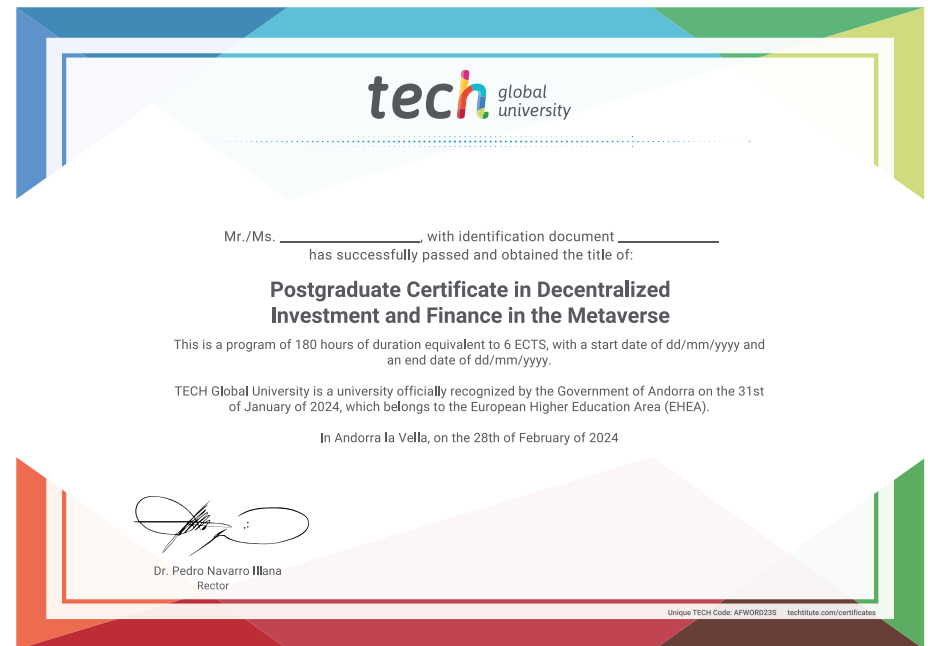 tech global
university
Mr./Ms. ____________, with identification document ____________
has successfully passed and obtained the title of:
Postgraduate Certificate in Decentralized
Investment and Finance in the Metaverse
This is a program of 180 hours of duration equivalent to 6 ECTS, with a start date of dd/mm/yyyy and
an end date of dd/mm/yyyy.
TECH Global University is a university officially recognized by the Government of Andorra on the 31st
of January of 2024, which belongs to the European Higher Education Area (EHEA).
In Andorra la Vella, on the 28th of February of 2024
Dr. Pedro Navarro Illana
Rector
Unique TECH Code: AFWORD23S techtitute.com/certificates